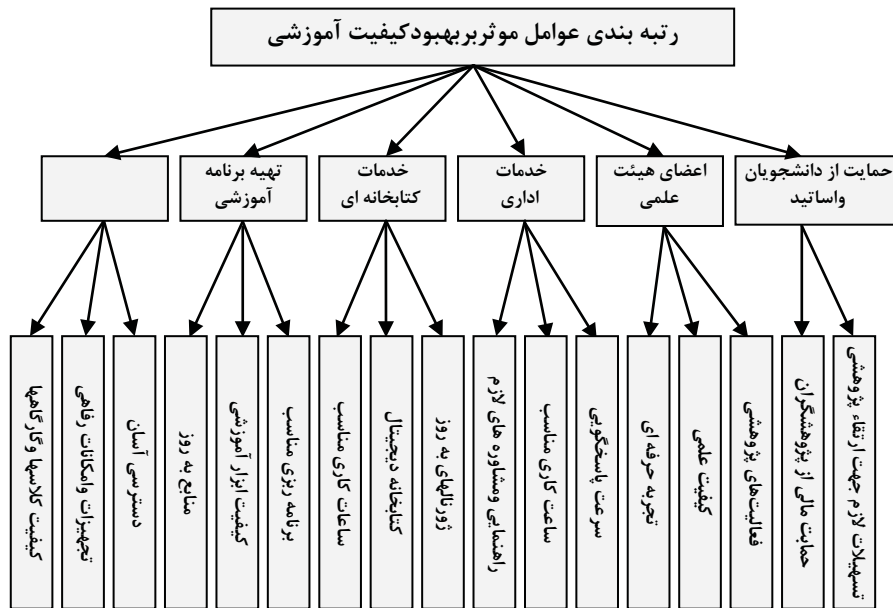 رتبه بندی عوامل موثربربهبودکیفیت آموزشی
حمایت از دانشجویان
واساتید
اعضای هیئت
علمی
خدمات
اداری
خدمات
کتابخانه ای
تهیه برنامه
آموزشی
تسهیلات لازم جهت ارتقاء پژوهشی
حمایت مالی از پژوهشگران
فعالیت‌های پژوهشی
کیفیت علمی
تجربه حرفه ای
سرعت پاسخگویی
ساعت کاری مناسب
راهنمایی ومشاوره های لازم
ژورنالهای به روز
کتابخانه دیجیتال
ساعات کاری مناسب
برنامه ریزی مناسب
کیفیت ابزار آموزشی
منابع به روز
دسترسی آسان
تجهیزات وامکانات رفاهی
کیفیت کلاسها وکارگاهها